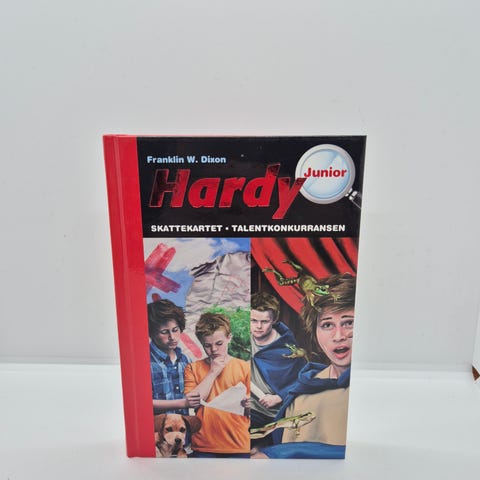 Franklin W. Dixon
Hardy
Junior
SKATTEKARTET • TALENTKONKURRANSEN